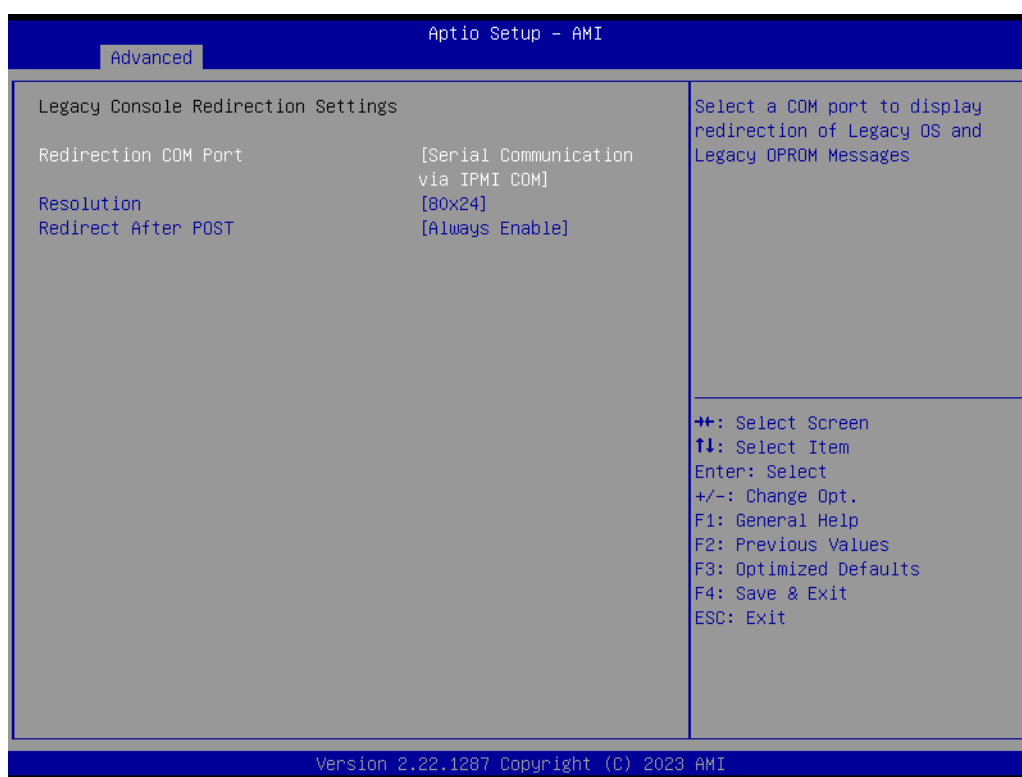 Aptio Setup – AMI
Advanced
Legacy Console Redirection Settings
Redirection COM Port [Serial Communication
via IPMI COM]
Resolution [80x24]
Redirect After POST [Always Enable]
Select a COM port to display
redirection of Legacy OS and
Legacy OPROM Messages
→←: Select Screen
↑↓: Select Item
Enter: Select
+/-: Change Opt.
F1: General Help
F2: Previous Values
F3: Optimized Defaults
F4: Save & Exit
ESC: Exit
Version 2.22.1287 Copyright (C) 2023 AMI